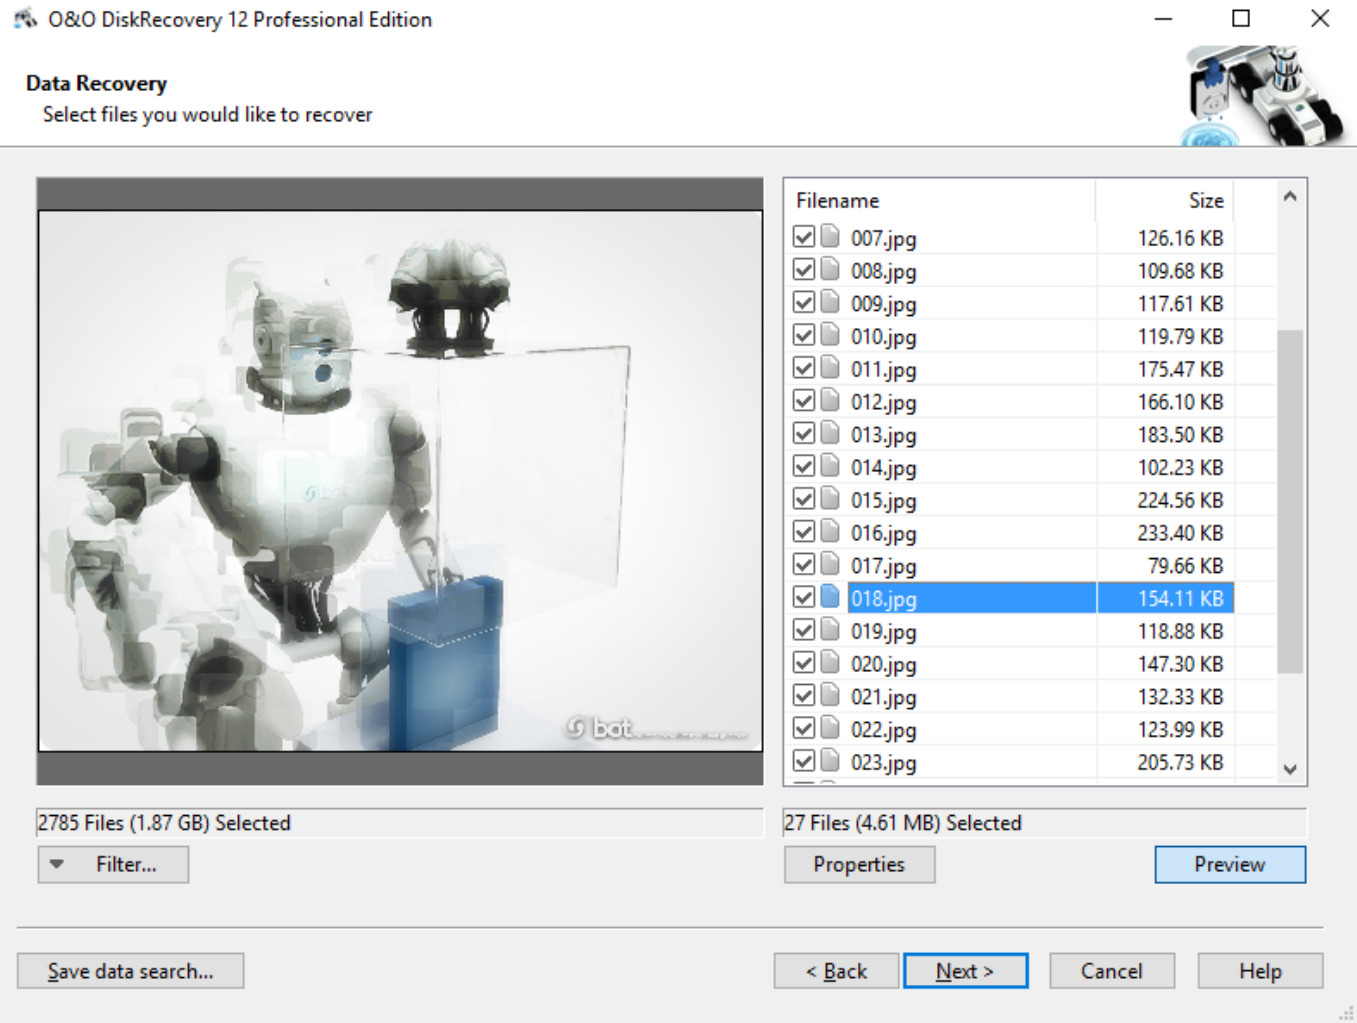 O&O DiskRecovery 12 Professional Edition
Data Recovery
Select files you would like to recover
bot
Filename Size
007.jpg 126.16 KB
008.jpg 109.68 KB
009.jpg 117.61 KB
010.jpg 119.79 KB
011.jpg 175.47 KB
012.jpg 166.10 KB
013.jpg 183.50 KB
014.jpg 102.23 KB
015.jpg 224.56 KB
016.jpg 233.40 KB
017.jpg 79.66 KB
018.jpg 154.11 KB
019.jpg 118.88 KB
020.jpg 147.30 KB
021.jpg 132.33 KB
022.jpg 123.99 KB
023.jpg 205.73 KB
2785 Files (1.87 GB) Selected
27 Files (4.61 MB) Selected
Filter...
Properties
Preview
Save data search...
< Back
Next >
Cancel
Help